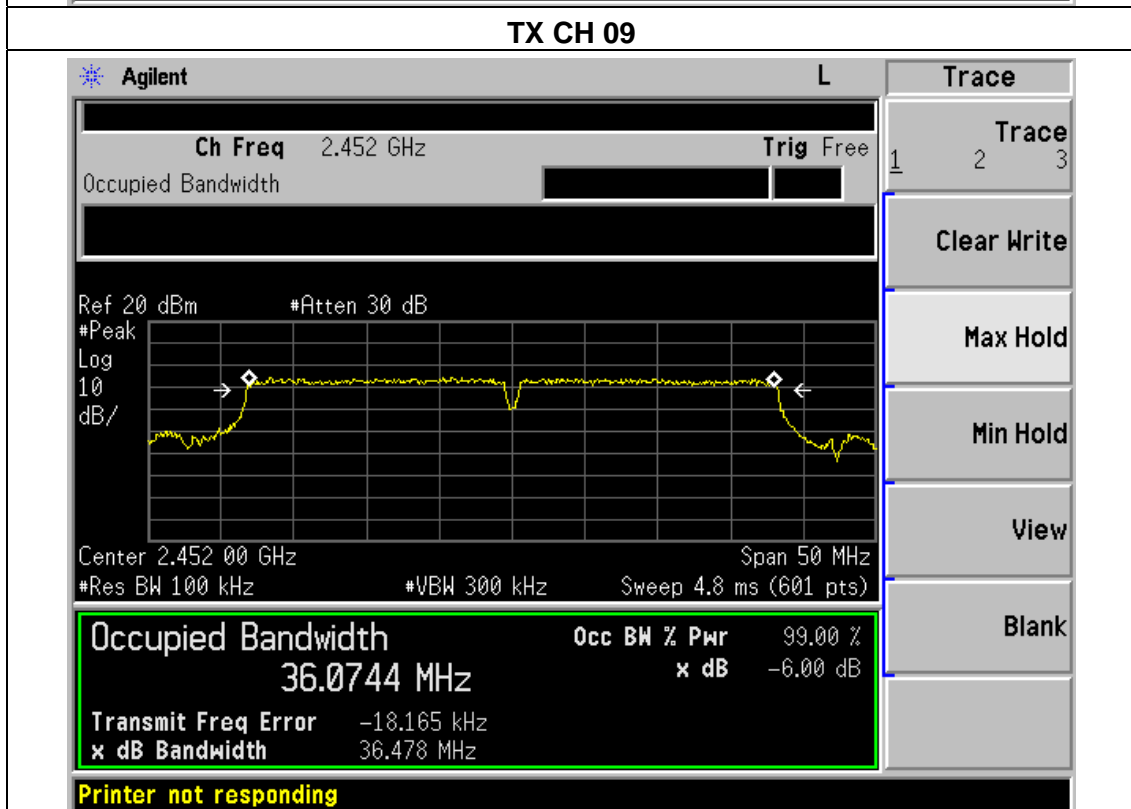 TX CH 09
Agilent L Trace
Ch Freq 2.452 GHz Trig Free
Occupied Bandwidth
Trace
1 2 3
Clear Write
Ref 20 dBm #Atten 30 dB
#Peak
Log
10
dB/
Max Hold
Min Hold
View
Center 2.452 00 GHz Span 50 MHz
#Res BW 100 kHz #VBW 300 kHz Sweep 4.8 ms (601 pts)
Blank
Occupied Bandwidth Occ BW % Pwr 99.00 %
36.0744 MHz x dB -6.00 dB
Transmit Freq Error -18.165 kHz
x dB Bandwidth 36.478 MHz
Printer not responding